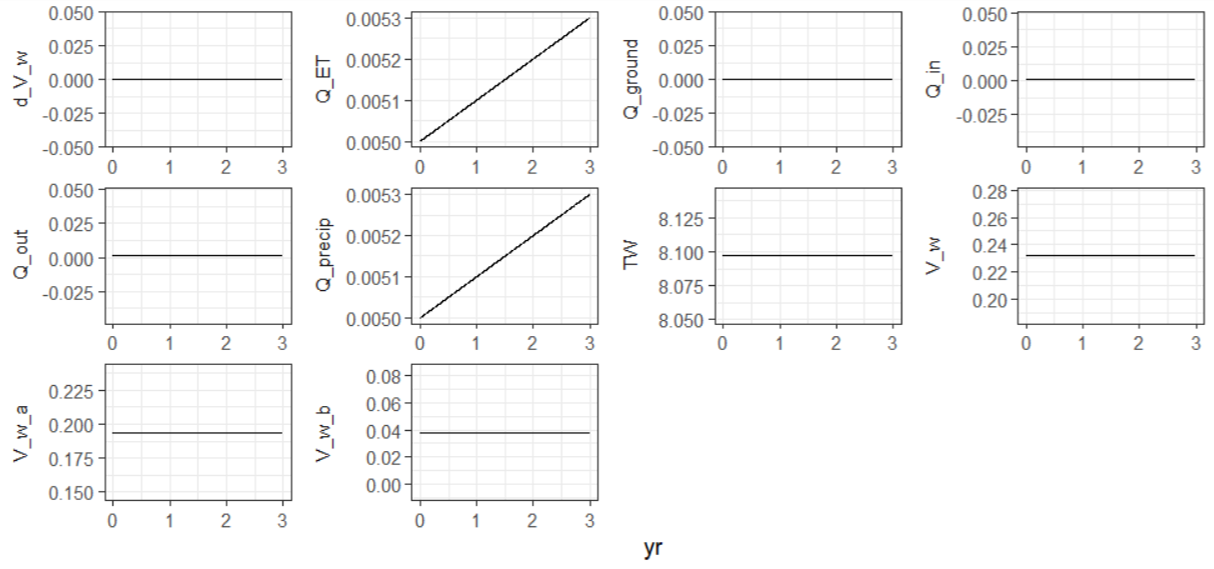 d_V_w
0.050
0.025
0.000
-0.025
-0.050
0 1 2 3
Q_ET
0.0053
0.0052
0.0051
0.0050
0 1 2 3
Q_ground
0.050
0.025
0.000
-0.025
-0.050
0 1 2 3
Q_in
0.050
0.025
0.000
-0.025
0 1 2 3
Q_out
0.050
0.025
0.000
-0.025
0 1 2 3
Q_precip
0.0053
0.0052
0.0051
0.0050
0 1 2 3
TW
8.125
8.100
8.075
8.050
0 1 2 3
V_w
0.28
0.26
0.24
0.22
0.20
0 1 2 3
V_w_a
0.225
0.200
0.175
0.150
0 1 2 3
V_w_b
0.08
0.06
0.04
0.02
0.00
0 1 2 3
yr